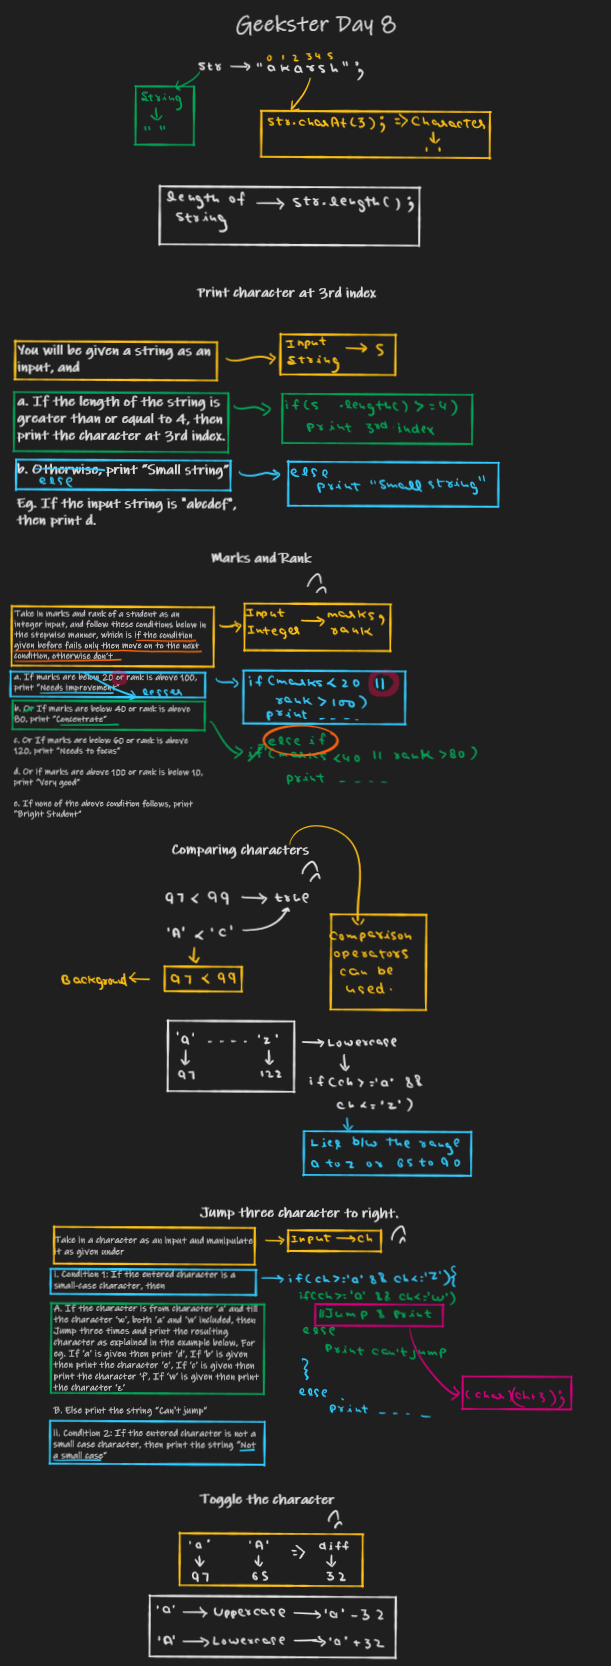 Geekster Day 8
0 1 2 3 4 5
str → "akarsh";
String
↓
" "
str.charAt(3); => Character
↓
' '
length of → str.length();
string
Print character at 3rd index
You will be given a string as an
input, and
Input → s
string
a. If the length of the string is
greater than or equal to 4, then
print the character at 3rd index.
if(s .length() >=4)
print 3rd index
b. Otherwise, print "Small string"
else
else
print "Small string"
Eg. If the input string is "abcdef",
then print d.
Marks and Rank
Take in marks and rank of a student as an
integer input, and follow these conditions below in
the stepwise manner, which is if the condition
given before fails only then move on to the next
condition, otherwise don't
Input → marks,
Integer rank
a. If marks are below 20 or rank is above 100,
print "Needs Improvement"
lesser
if(marks<20 ||
rank>100)
print ----
b. Or If marks are below 40 or rank is above
80, print "Concentrate"
else if
if(marks <40 || rank >80)
print ----
c. Or If marks are below 60 or rank is above
120, print "Needs to focus"
d. Or if marks are above 100 or rank is below 10,
print "Very good"
e. If none of the above condition follows, print
"Bright Student"
Comparing characters
97 < 99 → true
'A' < 'C'
↓
Backgroud ← 97 < 99
Comparison
operators
can be
used.
'a' ---- 'z' → Lowercase
↓ ↓
97 122
if(ch>='a' &&
ch<='z')
Lies b/w the range
a to z or 65 to 90
Jump three character to right.
Take in a character as an input and manipulate
it as given under
Input → ch
I. Condition 1: If the entered character is a
small-case character, then
if(ch>='a' && ch<='z'){
if(ch>='a' && ch<='w')
//Jump & print
else
print can't jump
}
else
print ----
(char)(ch+3);
A. If the character is from character 'a' and till
the character 'w', both 'a' and 'w' included, then
Jump three times and print the resulting
character as explained in the example below, For
eg. If 'a' is given then print 'd', If 'b' is given
then print the character 'e', If 'c' is given then
print the character 'f', If 'w' is given then print
the character 'z'
B. Else print the string "Can't jump"
II. Condition 2: If the entered character is not a
small case character, then print the string "Not
a small case"
Toggle the character
'a' 'A' => diff
↓ ↓ ↓
97 65 32
'a' → Uppercase → 'a' - 32
'A' → Lowercase → 'a' + 32